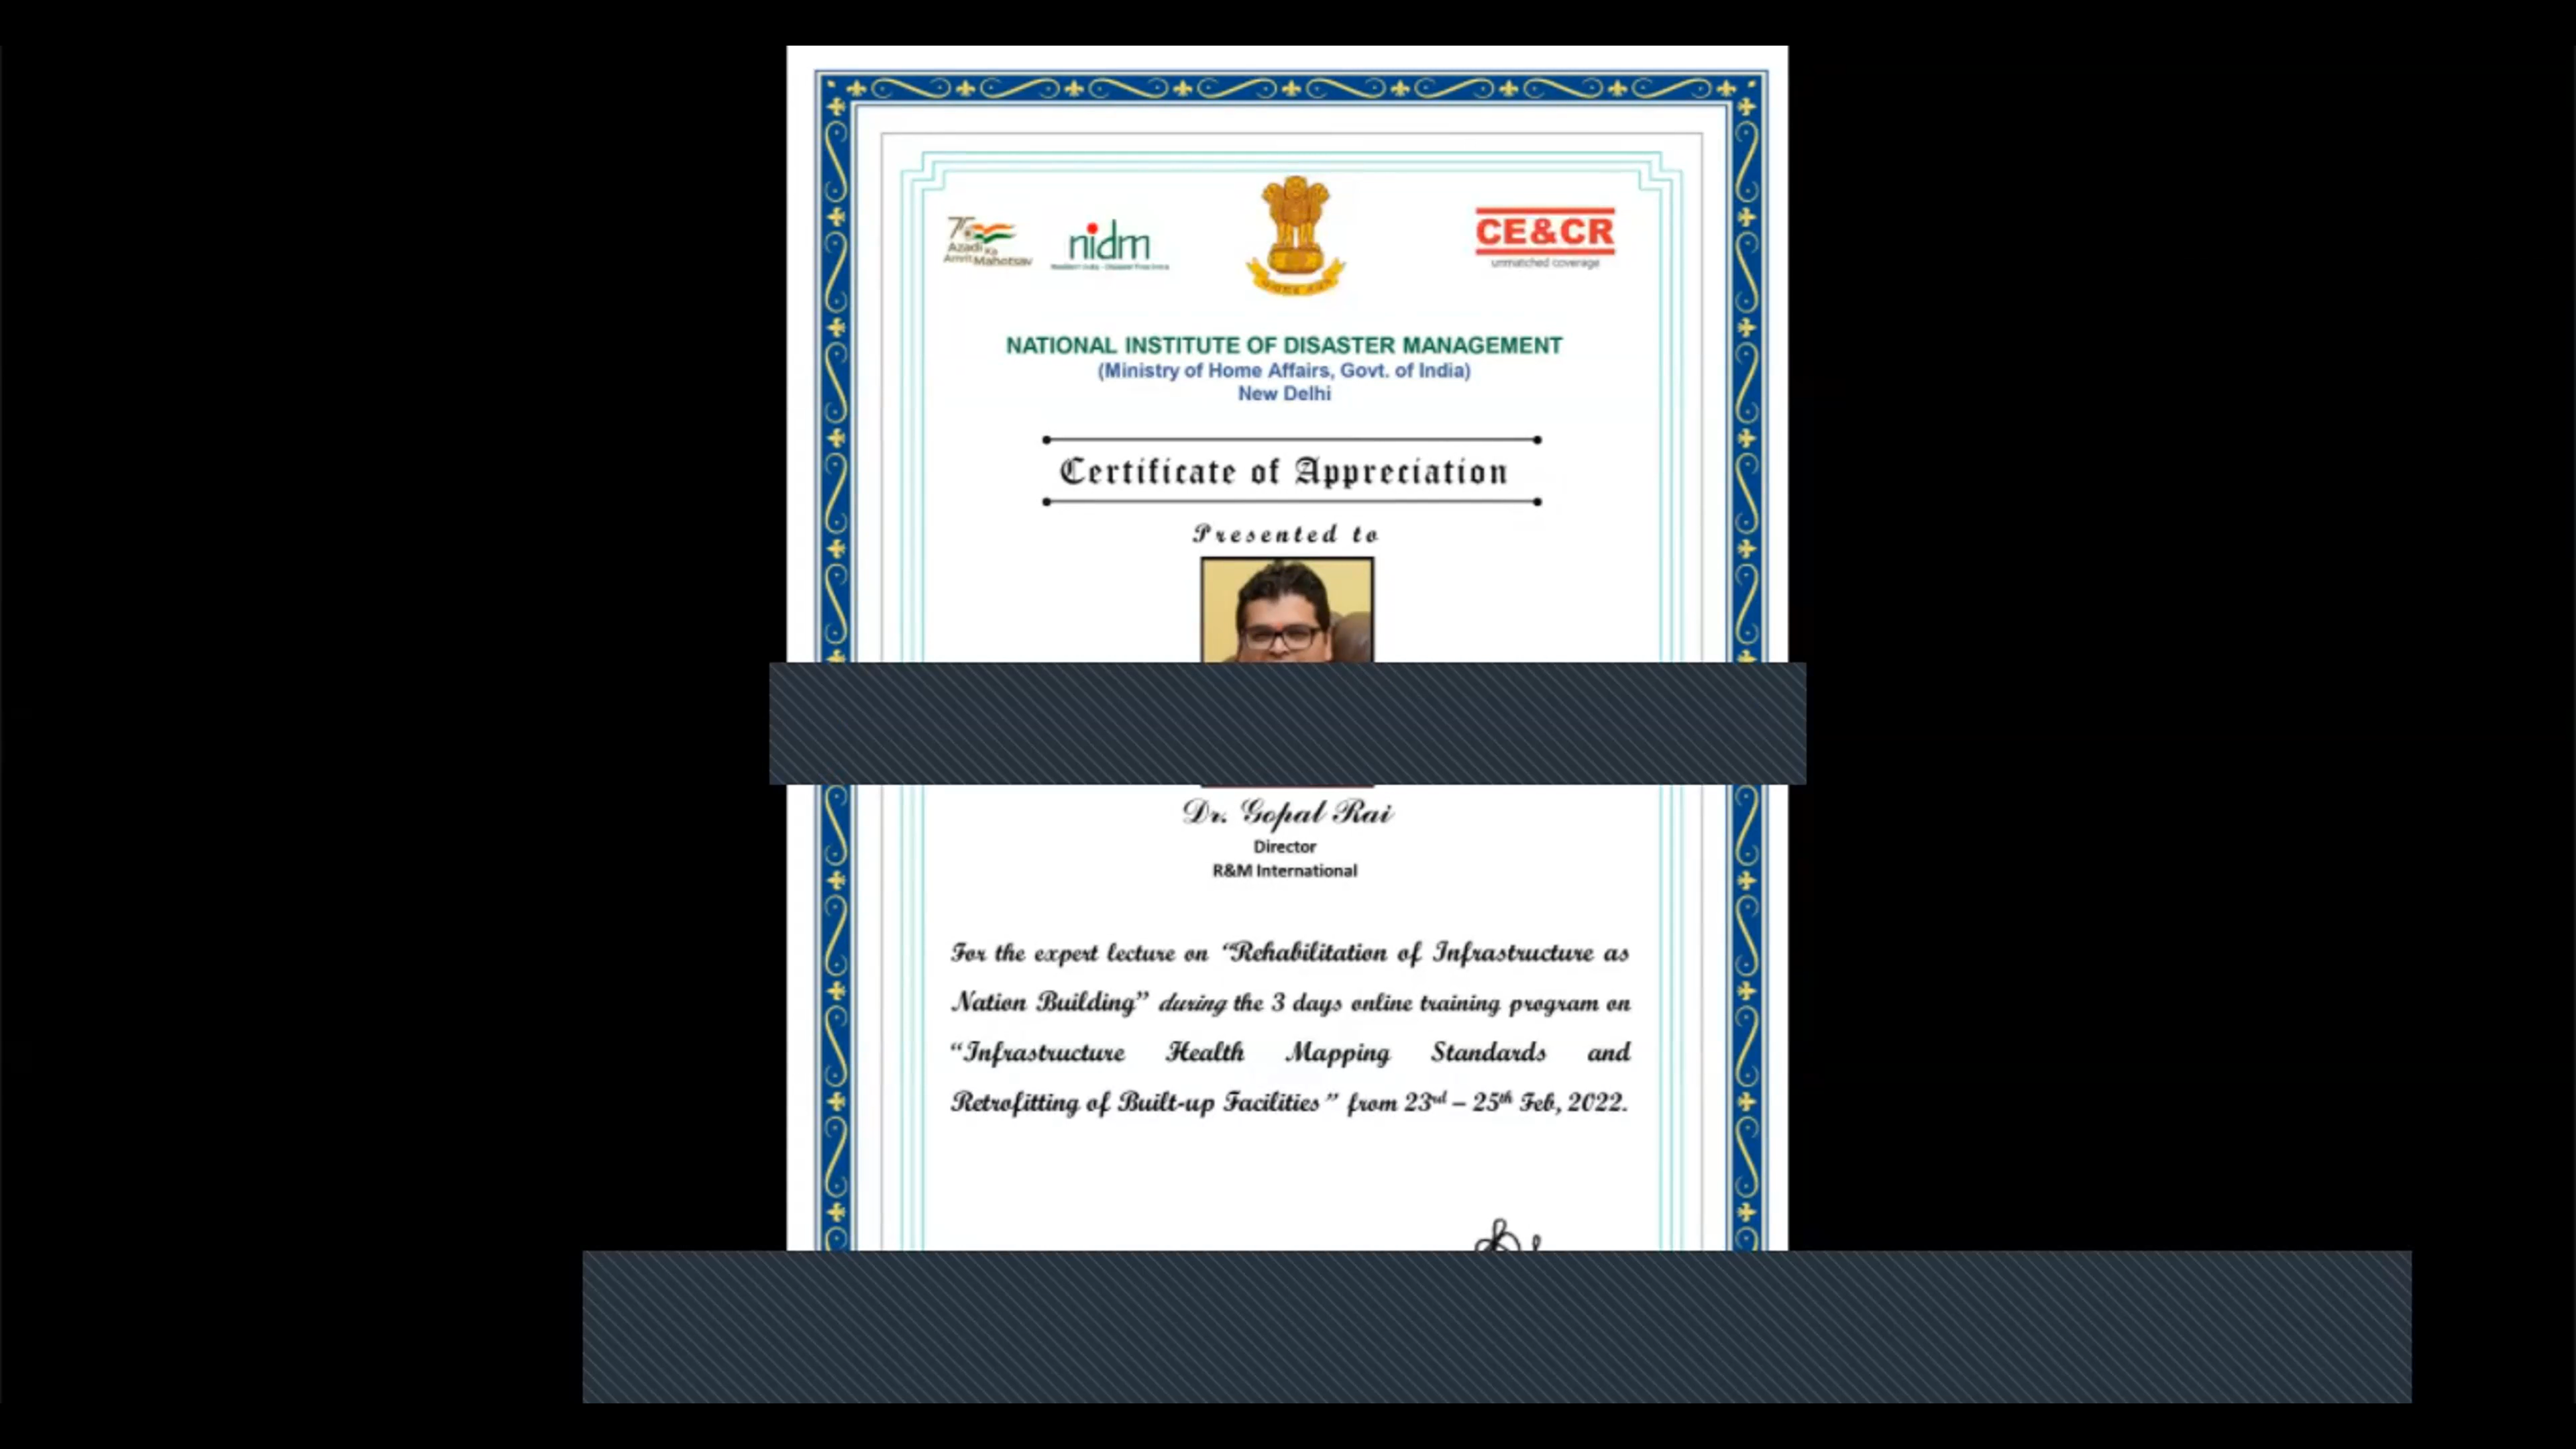 75
Azadi Ka
Amrit Mahotsav
nidm
CE&CR
unmatched coverage
NATIONAL INSTITUTE OF DISASTER MANAGEMENT
(Ministry of Home Affairs, Govt. of India)
New Delhi
Certificate of Appreciation
Presented to
Dr. Gopal Rai
Director
R&M International
For the expert lecture on “Rehabilitation of Infrastructure as
Nation Building” during the 3 days online training program on
“Infrastructure Health Mapping Standards and
Retrofitting of Built-up Facilities” from 23rd – 25th Feb, 2022.